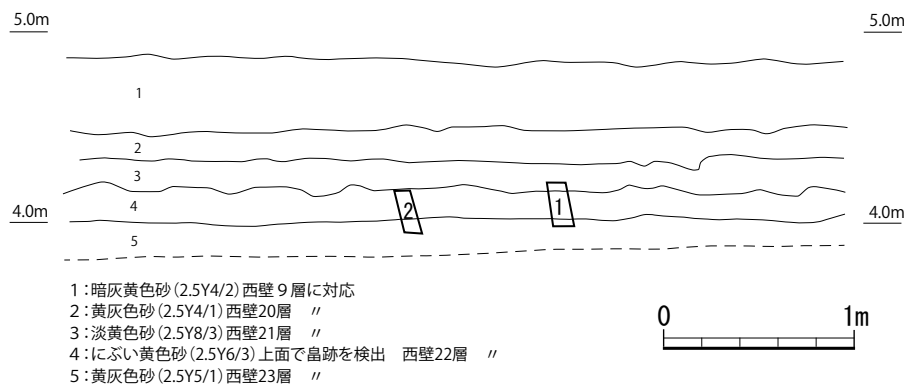 5.0m 5.0m
1
2
3
4
2 1
4.0m 4.0m
5
1：暗灰黄色砂(2.5Y4/2)西壁９層に対応
2：黄灰色砂(2.5Y4/1)西壁20層　〃
3：淡黄色砂(2.5Y8/3)西壁21層　〃
4：にぶい黄色砂(2.5Y6/3)上面で畠跡を検出　西壁22層　〃
5：黄灰色砂(2.5Y5/1)西壁23層　〃
0 1m